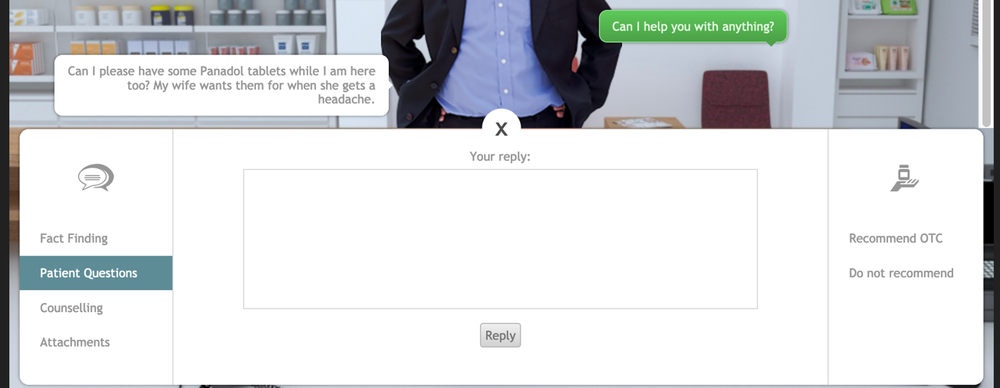 Can I help you with anything?
Can I please have some Panadol tablets while I am here
too? My wife wants them for when she gets a
headache.
X
Your reply:
Fact Finding
Patient Questions
Counselling
Attachments
Reply
Recommend OTC
Do not recommend